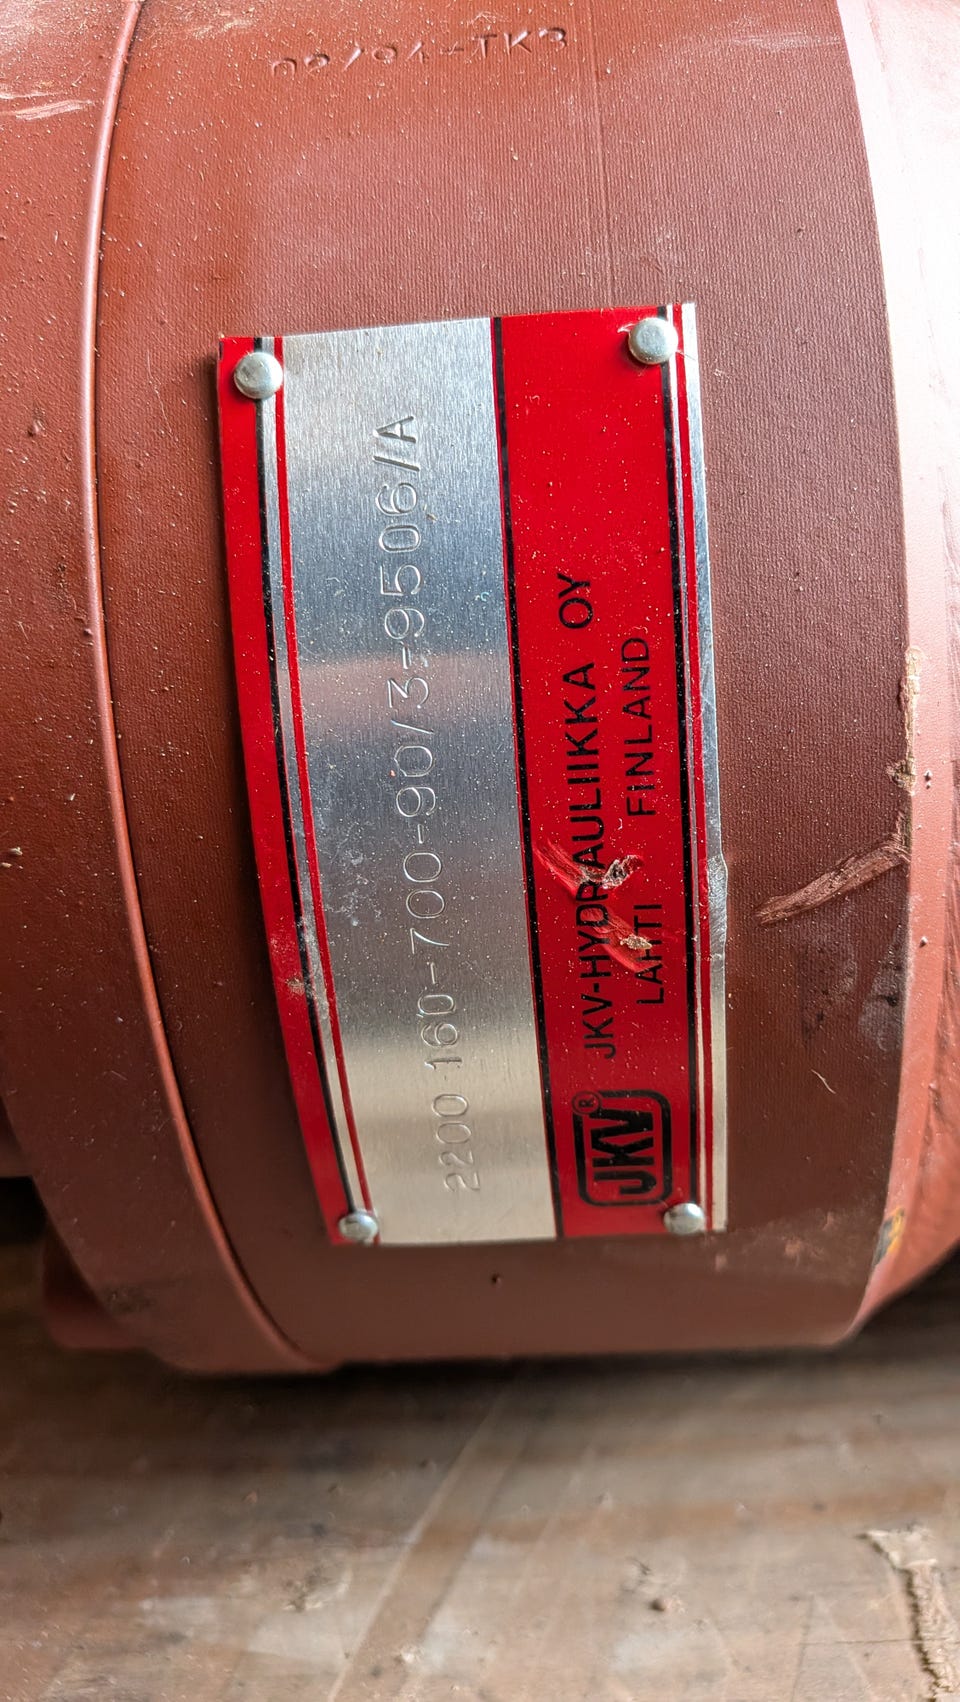 2200 160-700-90/3-9506/A
JKV®
JKV-HYDRAULIIKKA OY
LAHTI FINLAND